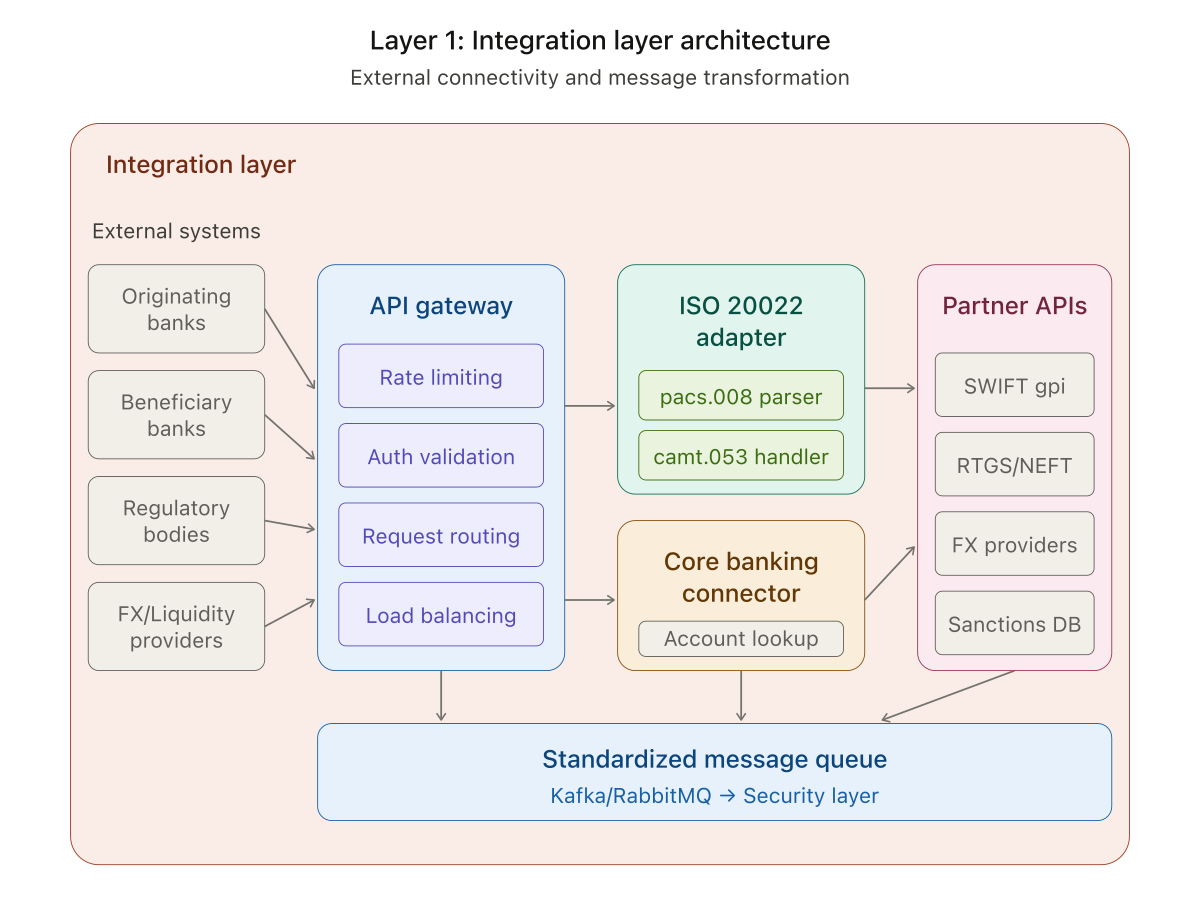 Layer 1: Integration layer architecture
External connectivity and message transformation
Integration layer
External systems
Originating
banks
Beneficiary
banks
Regulatory
bodies
FX/Liquidity
providers
API gateway
Rate limiting
Auth validation
Request routing
Load balancing
ISO 20022
adapter
pacs.008 parser
camt.053 handler
Core banking
connector
Account lookup
Partner APIs
SWIFT gpi
RTGS/NEFT
FX providers
Sanctions DB
Standardized message queue
Kafka/RabbitMQ → Security layer